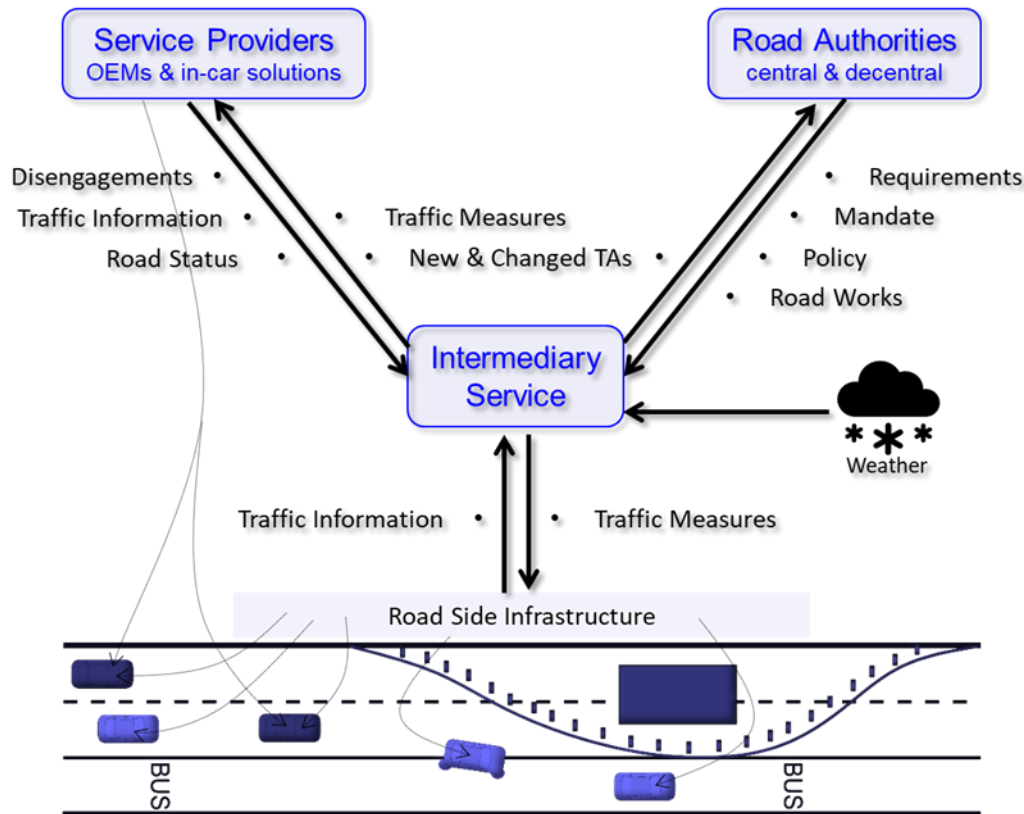 Service Providers
OEMs & in-car solutions
Road Authorities
central & decentral
Disengagements •
Traffic Information •
Road Status •
• Traffic Measures
• New & Changed TAs •
• Requirements
• Mandate
• Policy
• Road Works
Intermediary
Service
Weather
Traffic Information •
• Traffic Measures
Road Side Infrastructure
BUS
BUS